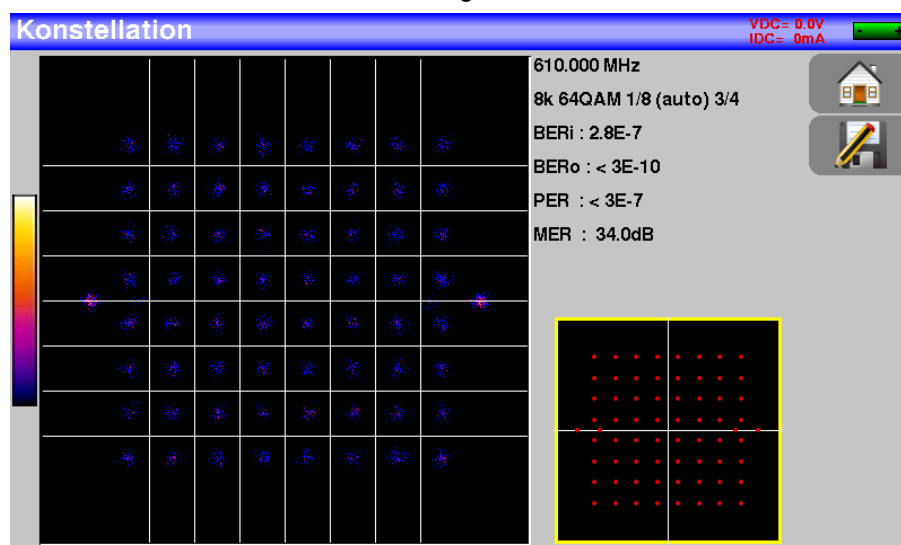 Konstellation
VDC= 0.0V
IDC= 0mA
- +
610.000 MHz
8k 64QAM 1/8 (auto) 3/4
BERi : 2.8E-7
BERo : < 3E-10
PER : < 3E-7
MER : 34.0dB